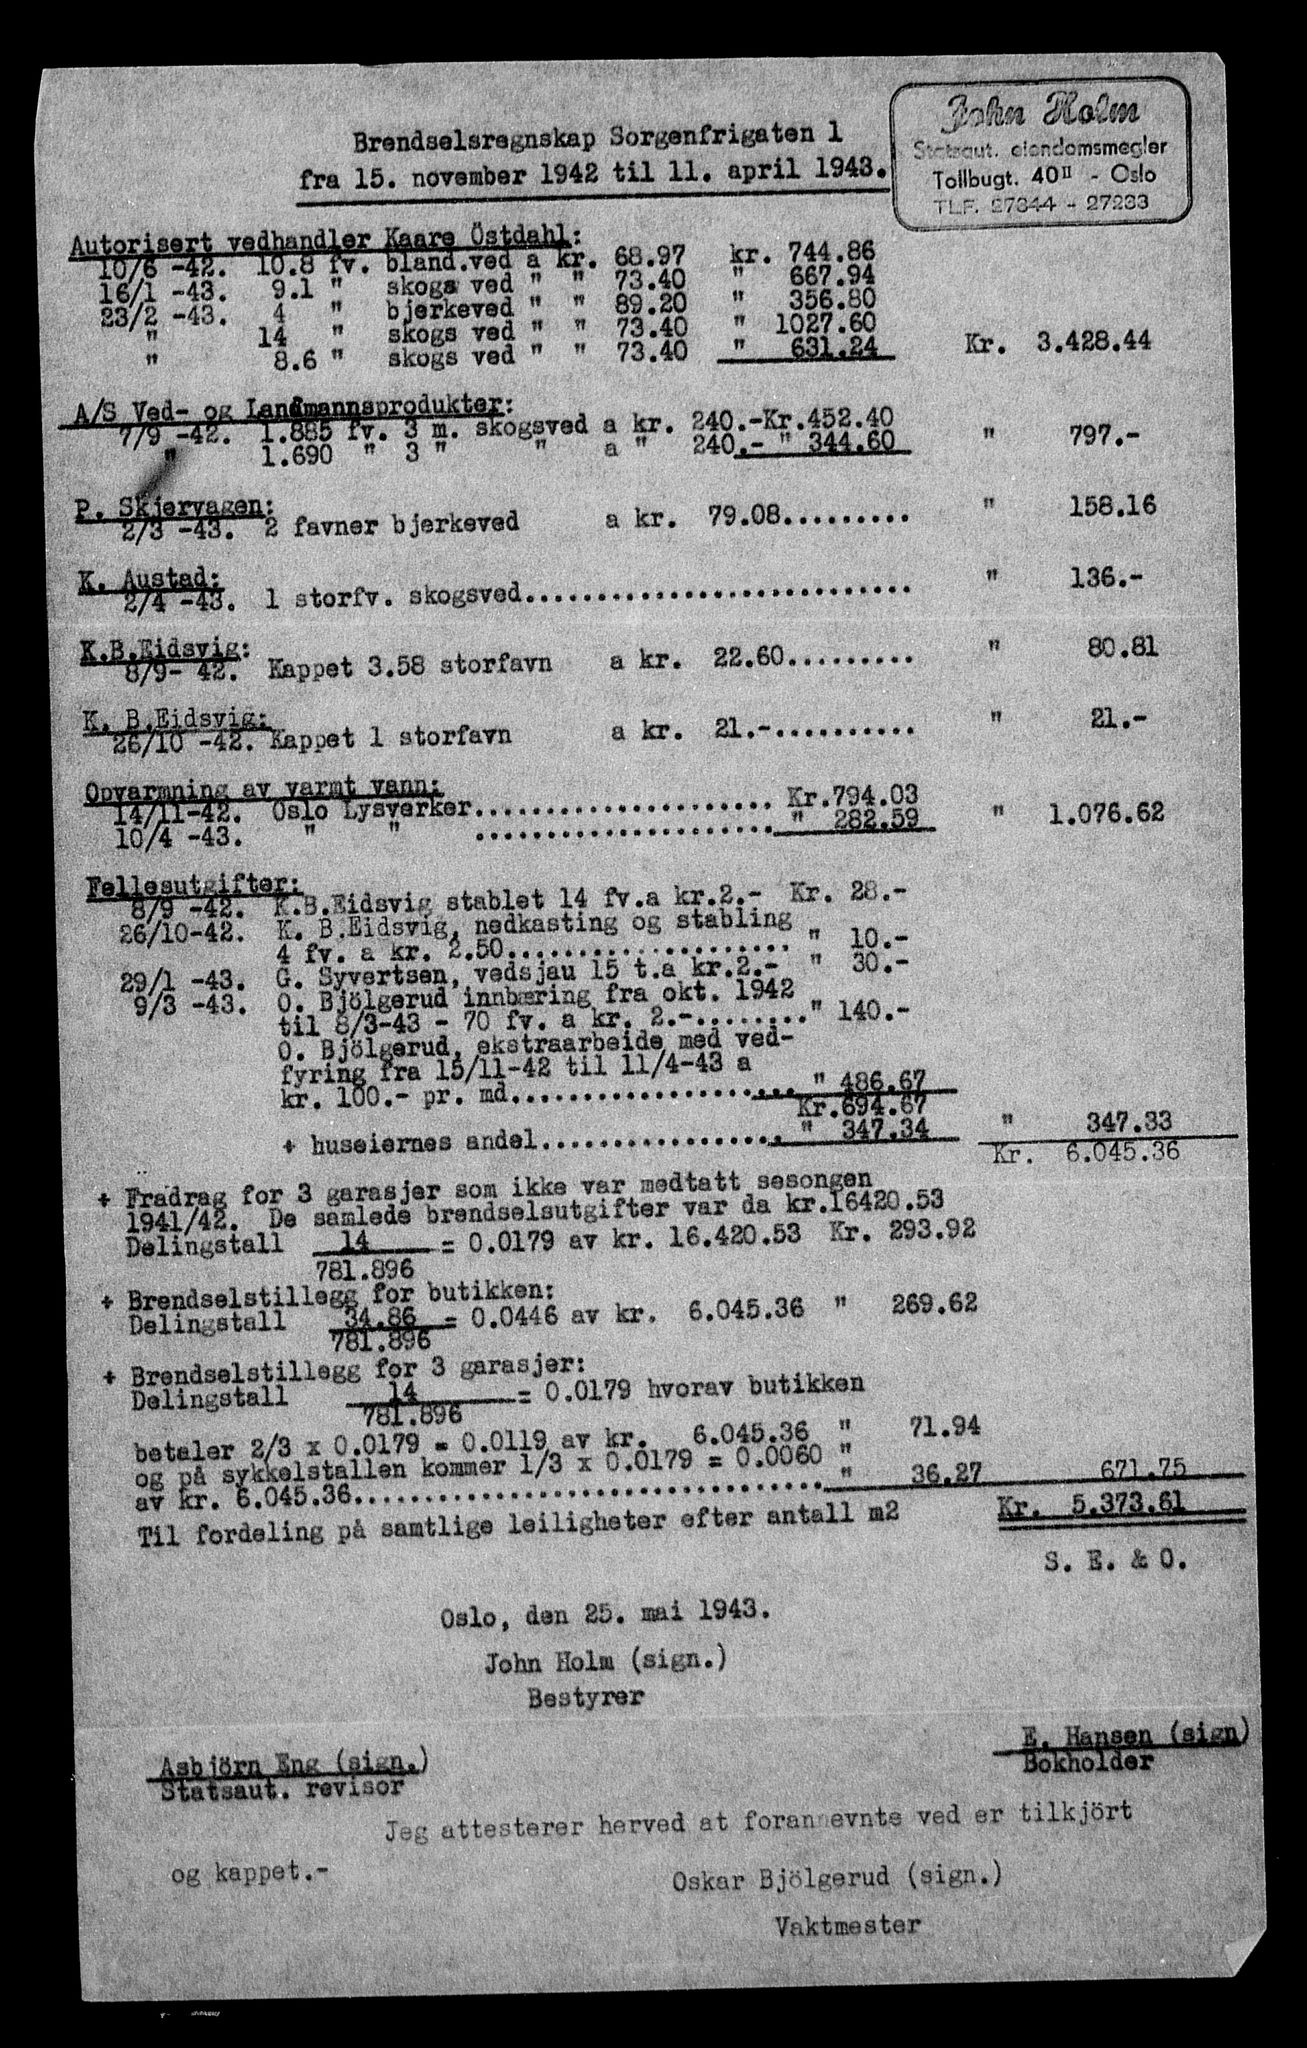 John Holm
Statsaut. eiendomsmegler
Tollbugt. 40II - Oslo
TLF. 27344 - 27233
Brendselsregnskap Sorgenfrigaten 1
fra 15. november 1942 til 11. april 1943.
Autorisert vedhandler Kaare Östdahl:
10/6 -42. 10.8 fv. bland.ved a kr. 68.97 kr. 744.86
16/1 -43. 9.1 " skogs ved " " 73.40 " 667.94
23/2 -43. 4 " bjerkeved " " 89.20 " 356.80
" 14 " skogs ved " " 73.40 " 1027.60
" 8.6 " skogs ved " " 73.40 " 631.24 Kr. 3.428.44
A/S Ved- og Landmannsprodukter:
7/9 -42. 1.885 fv. 3 m. skogsved a kr. 240.-Kr.452.40
" 1.690 " 3 " " a " 240.- " 344.60 " 797.-
P. Skjervagen:
2/3 -43. 2 favner bjerkeved a kr. 79.08......... " 158.16
K. Austad:
2/4 -43. 1 storfv. skogsved........................... " 136.-
K.B.Eidsvig:
8/9- 42. Kappet 3.58 storfavn a kr. 22.60......... " 80.81
K. B.Eidsvig:
26/10 -42. Kappet 1 storfavn a kr. 21.-.......... " 21.-
Opvarmning av varmt vann:
14/11-42. Oslo Lysverker..................... Kr.794.03
10/4 -43. " " ..................... " 282.59 " 1.076.62
Fellesutgifter:
8/9 -42. K.B.Eidsvig stablet 14 fv.a kr.2.- Kr. 28.-
26/10-42. K. B.Eidsvig, nedkasting og stabling
4 fv. a kr. 2.50.................... " 10.-
29/1 -43. G. Syvertsen, vedsjau 15 t.a kr.2.- " 30.-
9/3 -43. O. Bjölgerud innbæring fra okt. 1942
til 8/3-43 - 70 fv. a kr. 2.-........" 140.-
O. Bjölgerud, ekstraarbeide med ved-
fyring fra 15/11-42 til 11/4-43 a
kr. 100.- pr. md.................... " 486.67
Kr.694.67
+ huseiernes andel................. " 347.34 " 347.33
Kr. 6.045.36
+ Fradrag for 3 garasjer som ikke var medtatt sesongen
1941/42. De samlede brendselsutgifter var da kr.16420.53
Delingstall 14 = 0.0179 av kr. 16.420.53 Kr. 293.92
781.896
+ Brendselstillegg for butikken:
Delingstall 34.86 = 0.0446 av kr. 6.045.36 " 269.62
781.896
+ Brendselstillegg for 3 garasjer:
Delingstall 14 = 0.0179 hvorav butikken
781.896
betaler 2/3 x 0.0179 = 0.0119 av kr. 6.045.36 " 71.94
og på sykkelstallen kommer 1/3 x 0.0179 = 0.0060 "
av kr. 6.045.36................................. " 36.27 671.75
Til fordeling på samtlige leiligheter efter antall m2 Kr. 5.373.61
S. E. & O.
Oslo, den 25. mai 1943.
John Holm (sign.)
Bestyrer
E. Hansen (sign)
Bokholder
Asbjörn Eng (sign.)
Statsaut. revisor
Jeg attesterer herved at forannevnte ved er tilkjört
og kappet.-
Oskar Bjölgerud (sign.)
Vaktmester